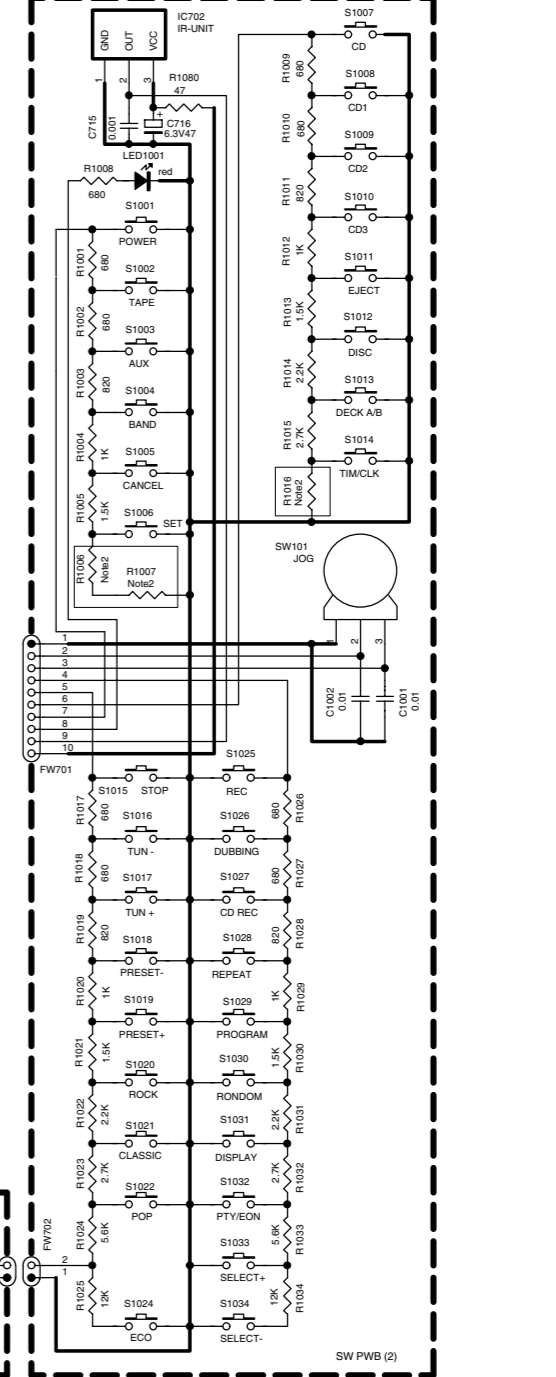 IC702
IR-UNIT
GND
OUT
VCC
1
2
3
R1080
47
C715
0.001
+
C716
6.3V47
LED1001
red
R1008
680
S1001
POWER
R1001
680
S1002
TAPE
R1002
680
S1003
AUX
R1003
820
S1004
BAND
R1004
1K
S1005
CANCEL
R1005
1.5K
S1006
SET
R1006
Note2
R1007
Note2
S1007
CD
R1009
680
S1008
CD1
R1010
680
S1009
CD2
R1011
820
S1010
CD3
R1012
1K
S1011
EJECT
R1013
1.5K
S1012
DISC
R1014
2.2K
S1013
DECK A/B
R1015
2.7K
S1014
TIM/CLK
R1016
Note2
SW101
JOG
1
2
3
C1002
0.01
C1001
0.01
1
2
3
4
5
6
7
8
9
10
FW701
S1015
STOP
R1017
680
S1016
TUN -
R1018
680
S1017
TUN +
R1019
820
S1018
PRESET-
R1020
1K
S1019
PRESET+
R1021
1.5K
S1020
ROCK
R1022
2.2K
S1021
CLASSIC
R1023
2.7K
S1022
POP
R1024
5.6K
R1025
12K
S1024
ECO
S1025
REC
680
R1026
S1026
DUBBING
680
R1027
S1027
CD REC
820
R1028
S1028
REPEAT
1K
R1029
S1029
PROGRAM
1.5K
R1030
S1030
RONDOM
2.2K
R1031
S1031
DISPLAY
2.7K
R1032
S1032
PTY/EON
5.6K
R1033
S1033
SELECT+
12K
R1034
S1034
SELECT-
FW702
2
1
SW PWB (2)